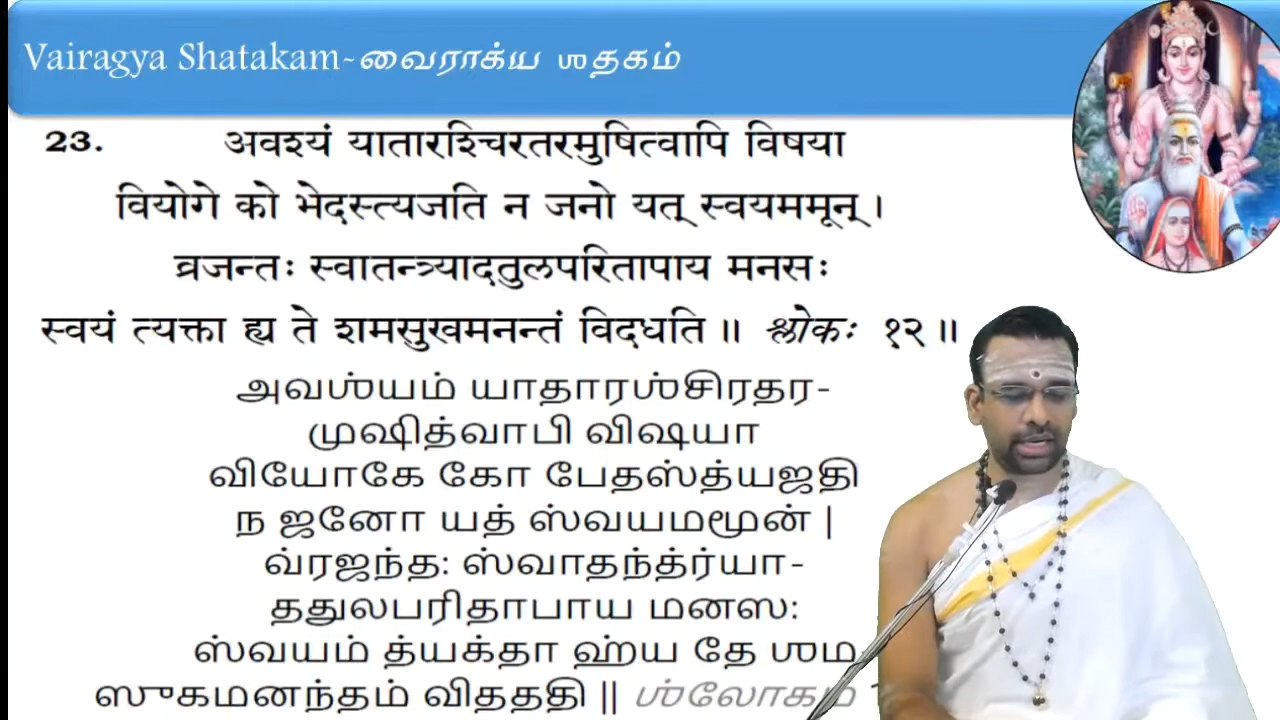 Vairagya Shatakam-வைராக்ய ஶதகம்
23. अवश्यं यातारश्चिरतरमुषित्वापि विषया
वियोगे को भेदस्त्यजति न जनो यत् स्वयममून् ।
व्रजन्तः स्वातन्त्र्यादतुलपरितापाय मनसः
स्वयं त्यक्ता ह्य ते शमसुखमनन्तं विदधति ॥ श्लोकः १२ ॥
அவஶ்யம் யாதாரஶ்சிரதர-
முஷித்வாபி விஷயா
வியோகே கோ பேதஸ்த்யஜதி
ந ஜனோ யத் ஸ்வயமமூன் |
வ்ரஜந்த: ஸ்வாதந்த்ர்யா-
ததுலபரிதாபாய மனஸ:
ஸ்வயம் த்யக்தா ஹ்ய தே ஶம-
ஸுகமனந்தம் விதததி || ஶ்லோகம்